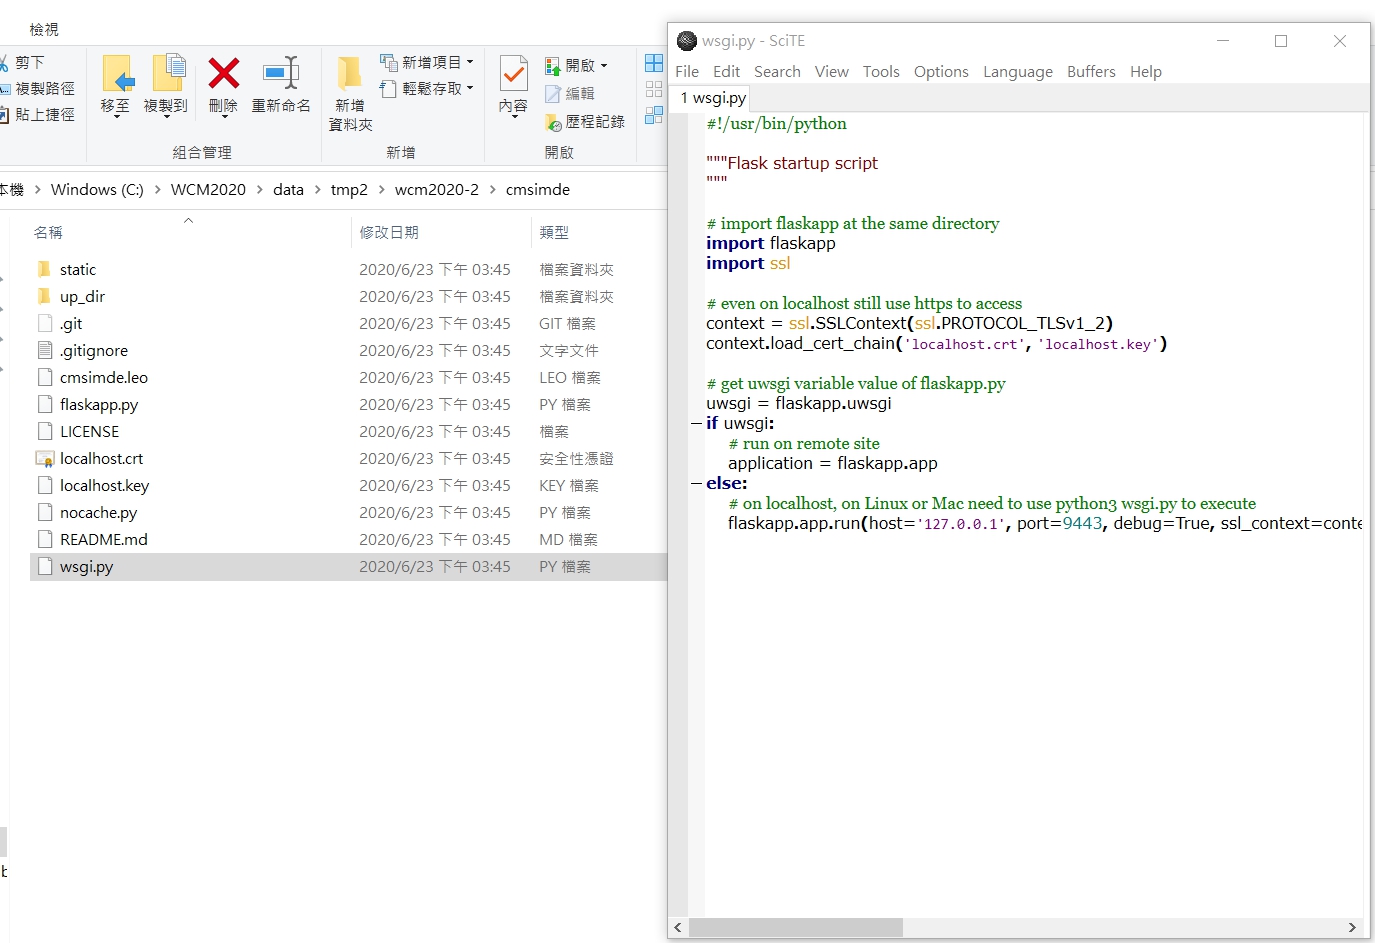 檢視
剪下
複製路徑
貼上捷徑
移至
複製到
刪除
重新命名
組合管理
新增
資料夾
新增項目
輕鬆存取
新增
內容
開啟
編輯
歷程記錄
開啟
本機 > Windows (C:) > WCM2020 > data > tmp2 > wcm2020-2 > cmsimde
名稱 修改日期 類型
static 2020/6/23 下午 03:45 檔案資料夾
up_dir 2020/6/23 下午 03:45 檔案資料夾
.git 2020/6/23 下午 03:45 GIT 檔案
.gitignore 2020/6/23 下午 03:45 文字文件
cmsimde.leo 2020/6/23 下午 03:45 LEO 檔案
flaskapp.py 2020/6/23 下午 03:45 PY 檔案
LICENSE 2020/6/23 下午 03:45 檔案
localhost.crt 2020/6/23 下午 03:45 安全性憑證
localhost.key 2020/6/23 下午 03:45 KEY 檔案
nocache.py 2020/6/23 下午 03:45 PY 檔案
README.md 2020/6/23 下午 03:45 MD 檔案
wsgi.py 2020/6/23 下午 03:45 PY 檔案
wsgi.py - SciTE
File Edit Search View Tools Options Language Buffers Help
1 wsgi.py
#!/usr/bin/python
"""Flask startup script
"""
# import flaskapp at the same directory
import flaskapp
import ssl
# even on localhost still use https to access
context = ssl.SSLContext(ssl.PROTOCOL_TLSv1_2)
context.load_cert_chain('localhost.crt', 'localhost.key')
# get uwsgi variable value of flaskapp.py
uwsgi = flaskapp.uwsgi
if uwsgi:
# run on remote site
application = flaskapp.app
else:
# on localhost, on Linux or Mac need to use python3 wsgi.py to execute
flaskapp.app.run(host='127.0.0.1', port=9443, debug=True, ssl_context=conte